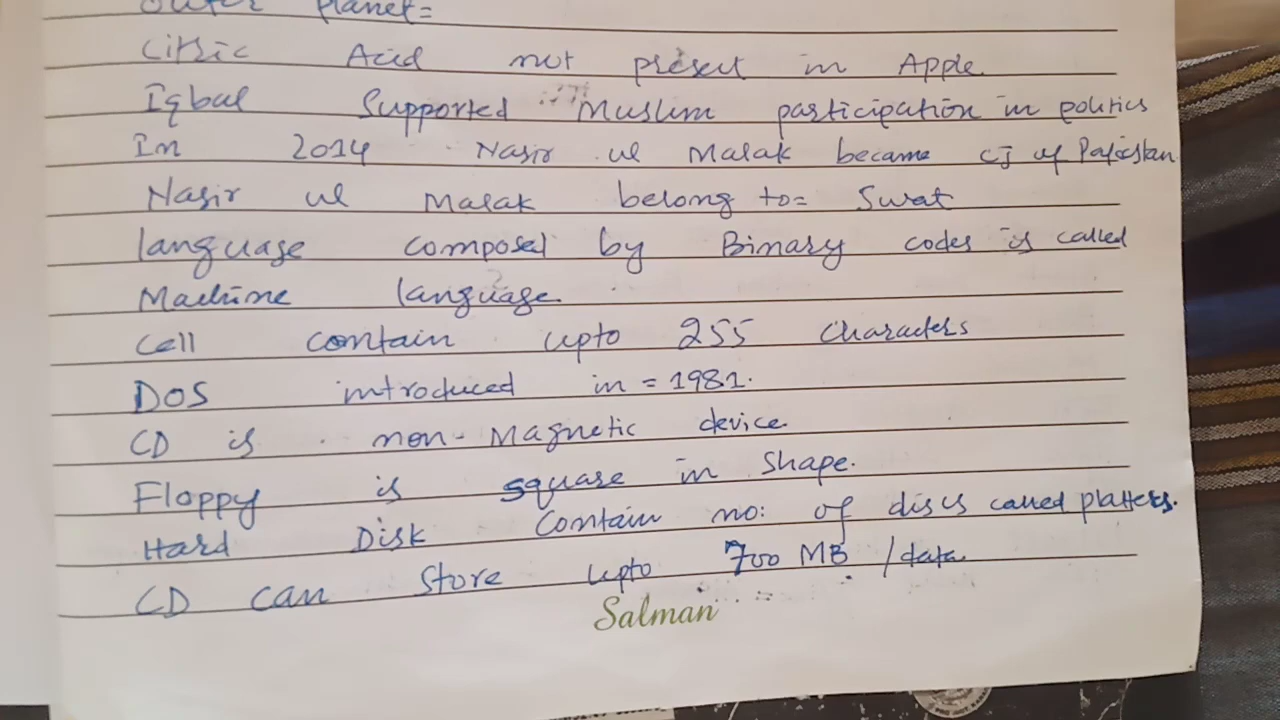 Outer planet=
Citric Acid not present in Apple.
Iqbal Supported Muslim participation in politics
In 2014 Nasir ul Malak became CJ of Pakistan
Nasir ul Malak belong to= Swat
language composed by Binary codes is called
Machine language.
Cell contain upto 255 characters
DOS introduced in = 1981.
CD is non-Magnetic device.
Floppy is square in shape.
Hard Disk Contain no: of discs called platters.
CD can store upto 700 MB /data
Salman